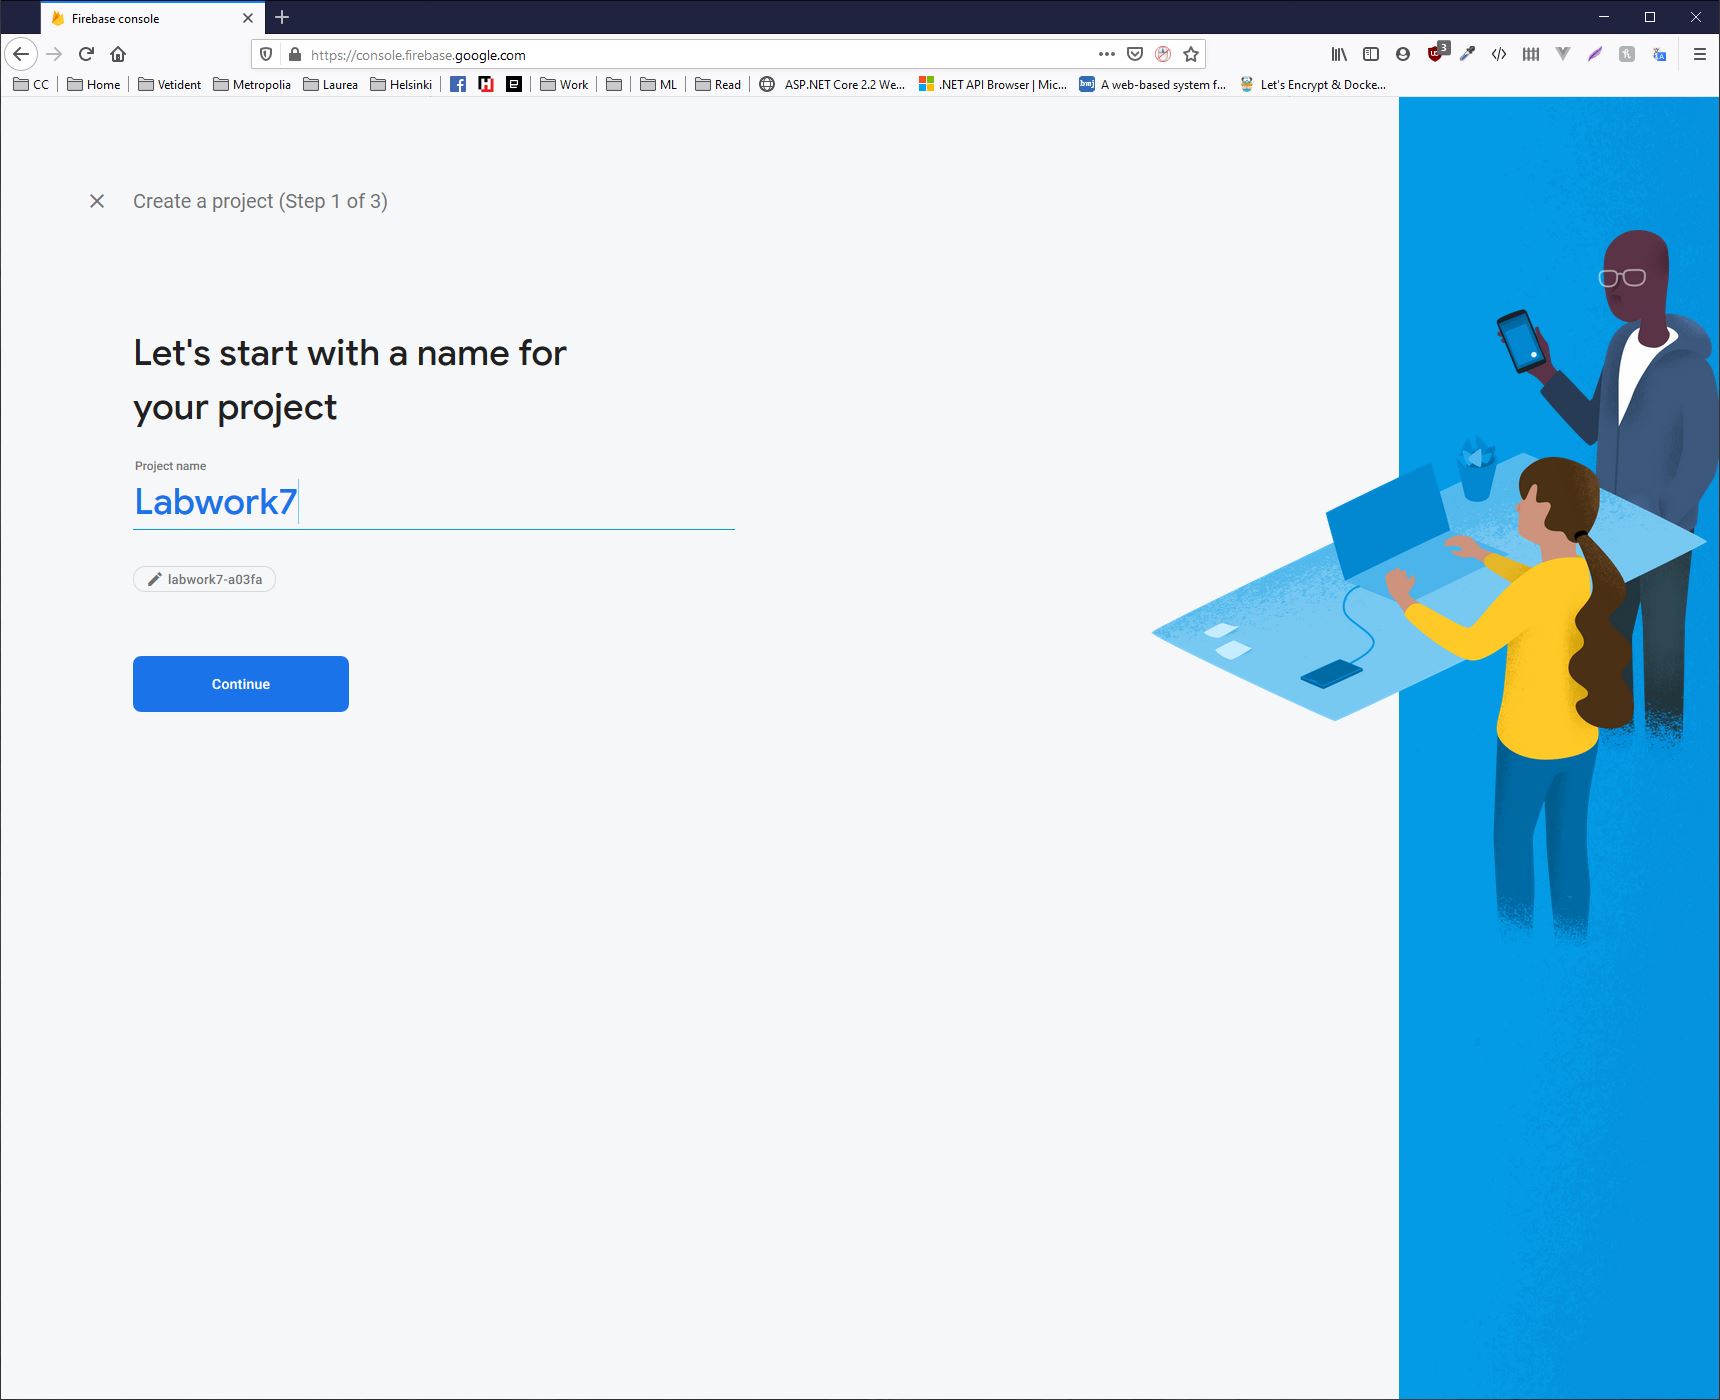 Firebase console
https://console.firebase.google.com
3
CC Home Vetident Metropolia Laurea Helsinki Work ML Read ASP.NET Core 2.2 We... .NET API Browser | Mic... bmj A web-based system f... Let's Encrypt & Docke...
Create a project (Step 1 of 3)
Let's start with a name for
your project
Project name
Labwork7
labwork7-a03fa
Continue